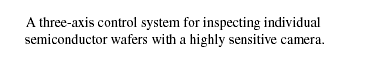 A three-axis control system for inspecting individual
semiconductor wafers with a highly sensitive camera.